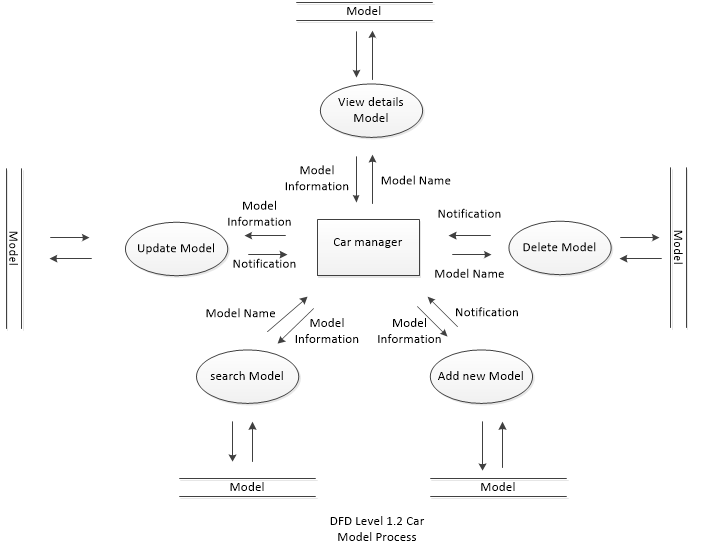 Model
View details
Model
Model
Information
Model Name
Model
Information
Notification
Model
Update Model
Car manager
Delete Model
Model
Notification
Model Name
Model Name
Model
Information
Model
Information
Notification
search Model
Add new Model
Model
Model
DFD Level 1.2 Car
Model Process